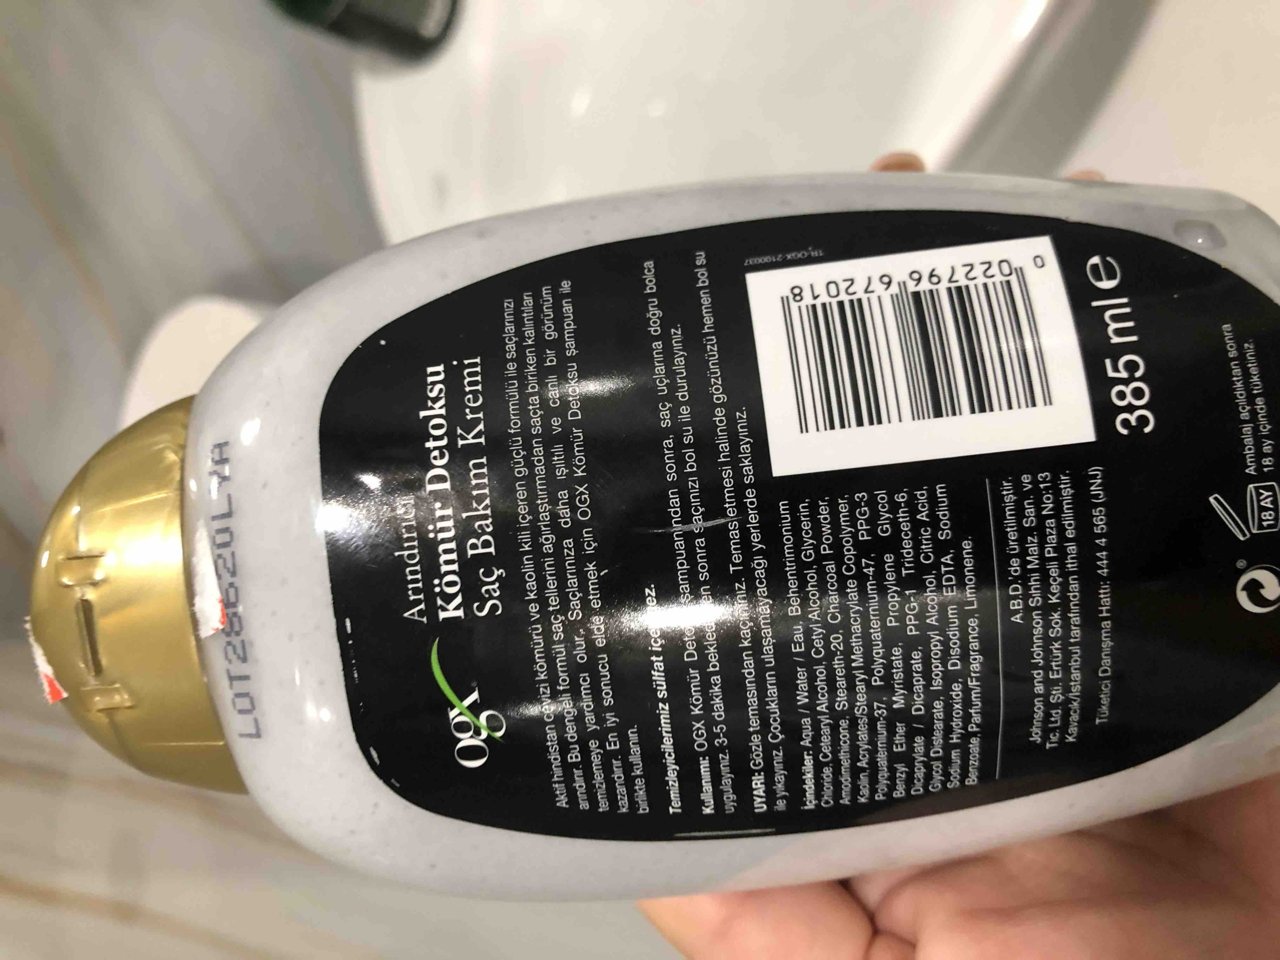 LOT28620L7A
ogx
Arındırıcı
Kömür Detoksu
Saç Bakım Kremi
Aktif hindistan cevizi kömürü ve kaolin kili içeren güçlü formülü ile saçlarınızı
arındırır. Bu dengeli formül saç tellerini ağırlaştırmadan saçta biriken kalıntıları
temizlemeye yardımcı olur, Saçlarınıza daha ışıltılı ve canlı bir görünüm
kazandırır. En iyi sonucu elde etmek için OGX Kömür Detoksu şampuan ile
birlikte kullanın.
Temizleyicilerimiz sülfat
Kullanımı: OGX Kömür şampuanından sonra, saç uçlarına doğru bolca
uygulayınız. 3-5 dakika sonra saçınızı bol su ile durulayınız.
UYARI: Gözle temasından Temas etmesi halinde gözünüzü hemen bol su
ile yıkayınız. Çocukların ulaşamayacağı yerlerde saklayınız.
İçindekiler: Aqua / Water / Eau, Behentrimonium
Chloride, Cetearyl Alcohol, Cetyl Alcohol, Glycerin,
Amodimethicone, Steareth-20, Charcoal Powder,
Kaolin, Acrylates/Stearyl Methacrylate Copolymer,
Polyquaternium-37, Polyquaternium-47, PPG-3
Benzyl Ether Myristate, Propylene Glycol
Dicaprylate / Dicaprate, PPG-1 Trideceth-6,
Glycol Distearate, Isopropyl Alcohol, Citric Acid,
Sodium Hydroxide, Disodium EDTA, Sodium
Benzoate, Parfum/Fragrance, Limonene.
A.B.D.'de üretilmiştir.
Johnson and Johnson Sıhhi Malz. San. ve
Tic. Ltd. Şti. Ertürk Sok. Keçeli Plaza No:13
Kavacık/İstanbul tarafından ithal edilmiştir.
Tüketici Danışma Hattı: 444 4 565 (JNJ)
TR-OGX-2100037
0 022796 672018
385 ml e
18 AY
Ambalaj açıldıktan sonra
18 ay içinde tüketiniz.